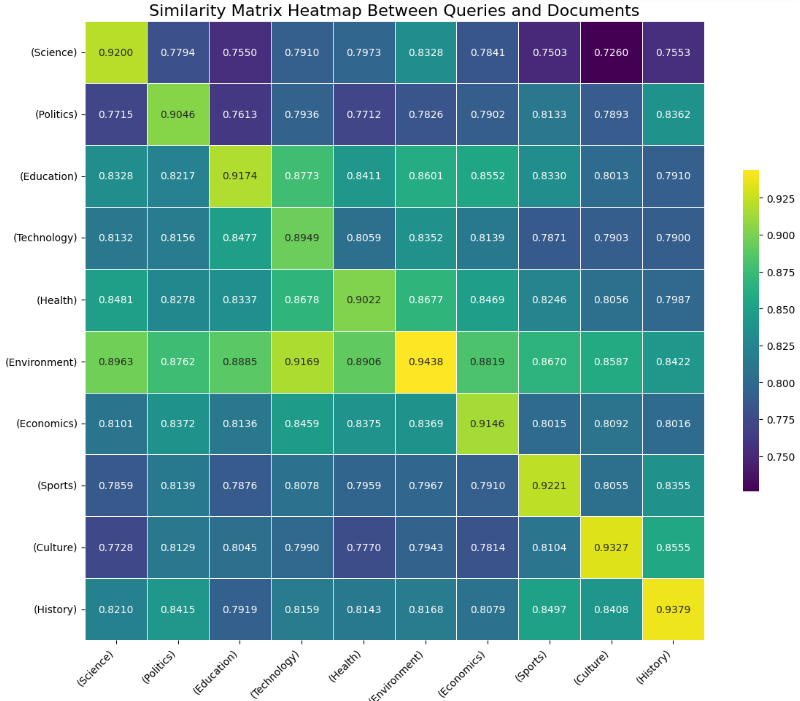 Similarity Matrix Heatmap Between Queries and Documents
(Science) 0.9200 0.7794 0.7550 0.7910 0.7973 0.8328 0.7841 0.7503 0.7260 0.7553
(Politics) 0.7715 0.9046 0.7613 0.7936 0.7712 0.7826 0.7902 0.8133 0.7893 0.8362
(Education) 0.8328 0.8217 0.9174 0.8773 0.8411 0.8601 0.8552 0.8330 0.8013 0.7910
(Technology) 0.8132 0.8156 0.8477 0.8949 0.8059 0.8352 0.8139 0.7871 0.7903 0.7900
(Health) 0.8481 0.8278 0.8337 0.8678 0.9022 0.8677 0.8469 0.8246 0.8056 0.7987
(Environment) 0.8963 0.8762 0.8885 0.9169 0.8906 0.9438 0.8819 0.8670 0.8587 0.8422
(Economics) 0.8101 0.8372 0.8136 0.8459 0.8375 0.8369 0.9146 0.8015 0.8092 0.8016
(Sports) 0.7859 0.8139 0.7876 0.8078 0.7959 0.7967 0.7910 0.9221 0.8055 0.8355
(Culture) 0.7728 0.8129 0.8045 0.7990 0.7770 0.7943 0.7814 0.8104 0.9327 0.8555
(History) 0.8210 0.8415 0.7919 0.8159 0.8143 0.8168 0.8079 0.8497 0.8408 0.9379
(Science) (Politics) (Education) (Technology) (Health) (Environment) (Economics) (Sports) (Culture) (History)
0.925
0.900
0.875
0.850
0.825
0.800
0.775
0.750